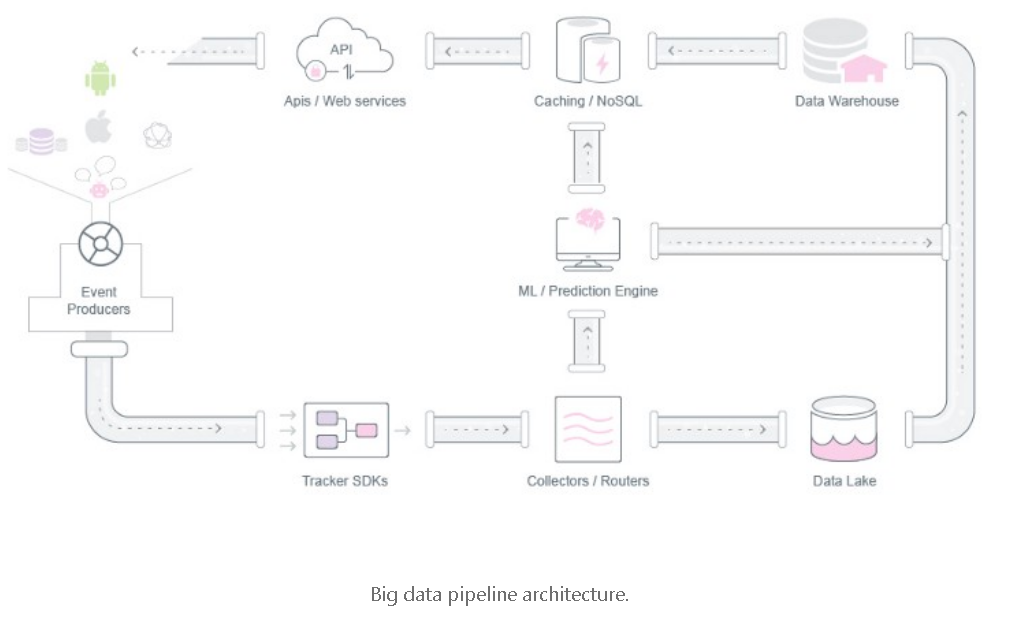 API
Apis / Web services
Caching / NoSQL
Data Warehouse
ML / Prediction Engine
Event
Producers
Tracker SDKs
Collectors / Routers
Data Lake
Big data pipeline architecture.